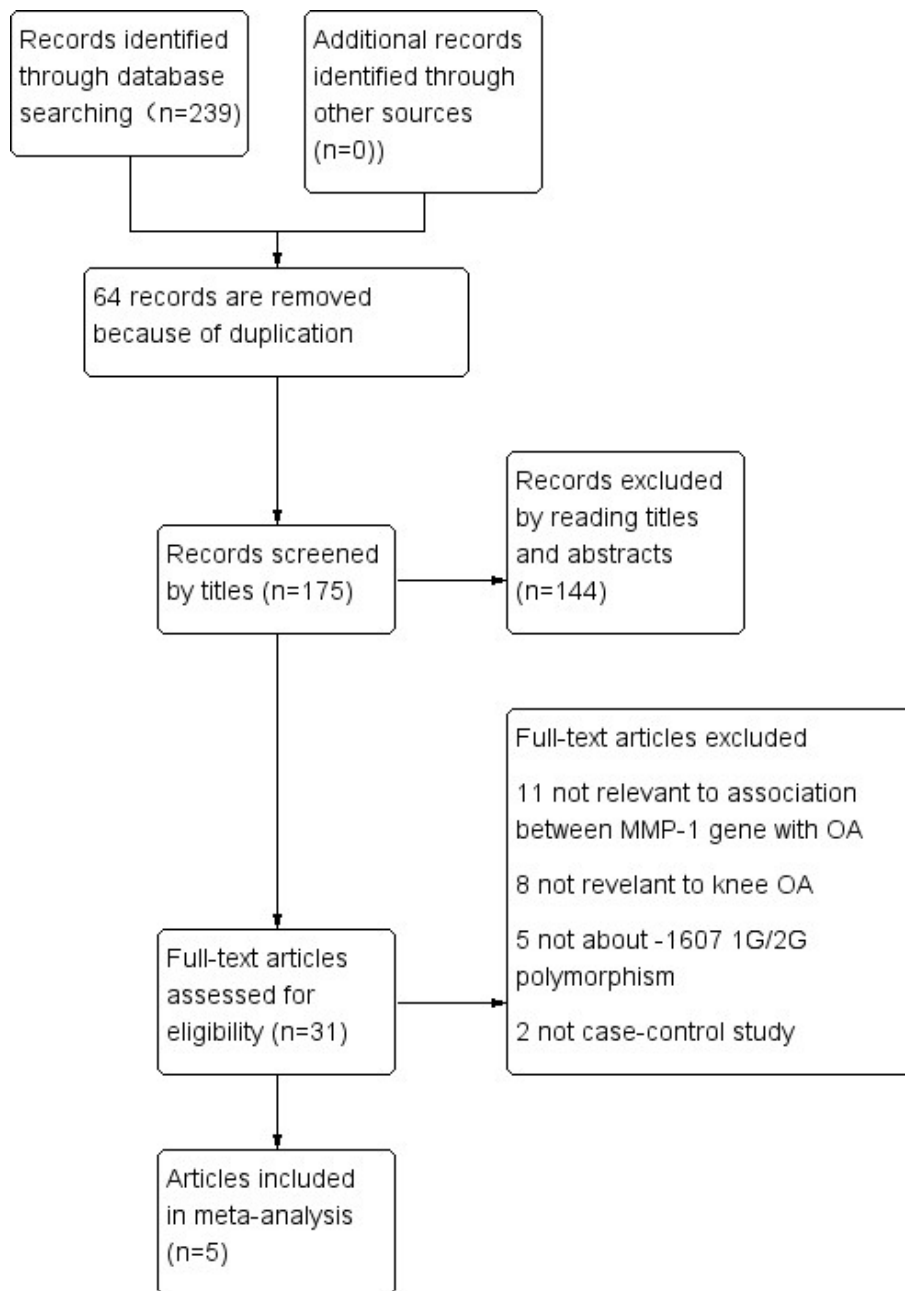 Records identified
through database
searching（n=239)
Additional records
identified through
other sources
(n=0))
64 records are removed
because of duplication
Records screened
by titles (n=175)
Records excluded
by reading titles
and abstracts
(n=144)
Full-text articles excluded
11 not relevant to association
between MMP-1 gene with OA
8 not revelant to knee OA
5 not about -1607 1G/2G
polymorphism
2 not case-control study
Full-text articles
assessed for
eligibility (n=31)
Articles included
in meta-analysis
(n=5)